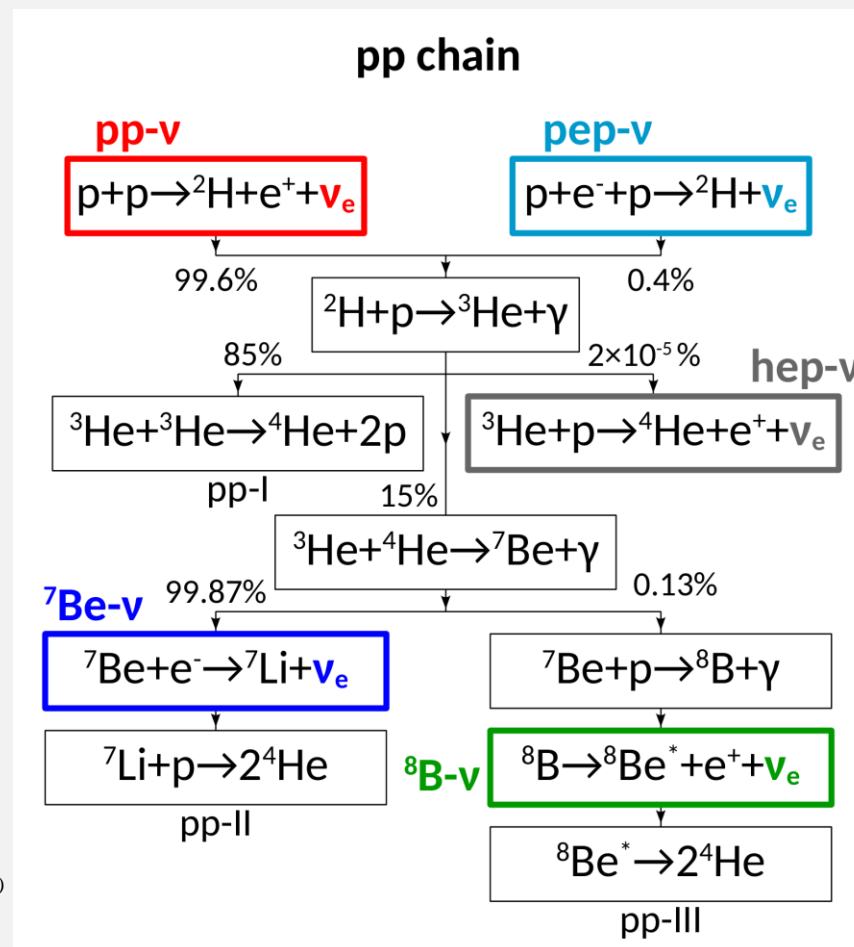 pp chain
pp-ν pep-ν
p+p→²H+e⁺+νₑ p+e⁻+p→²H+νₑ
99.6% 0.4%
²H+p→³He+γ
85% 2×10⁻⁵% hep-ν
³He+³He→⁴He+2p ³He+p→⁴He+e⁺+νₑ
pp-I
15%
³He+⁴He→⁷Be+γ
⁷Be-ν 99.87% 0.13%
⁷Be+e⁻→⁷Li+νₑ ⁷Be+p→⁸B+γ
⁷Li+p→2⁴He ⁸B-ν ⁸B→⁸Be*+e⁺+νₑ
pp-II
⁸Be*→2⁴He
)
pp-III